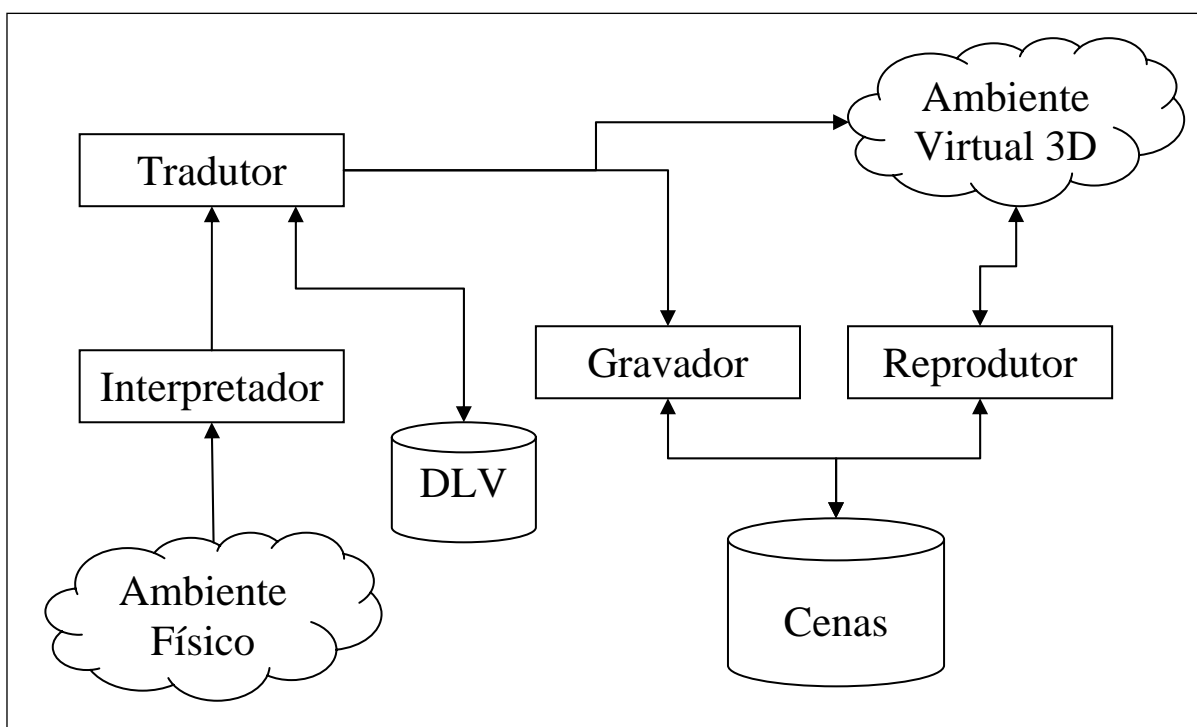 Ambiente
Virtual 3D
Tradutor
Interpretador
Gravador
Reprodutor
DLV
Ambiente
Físico
Cenas